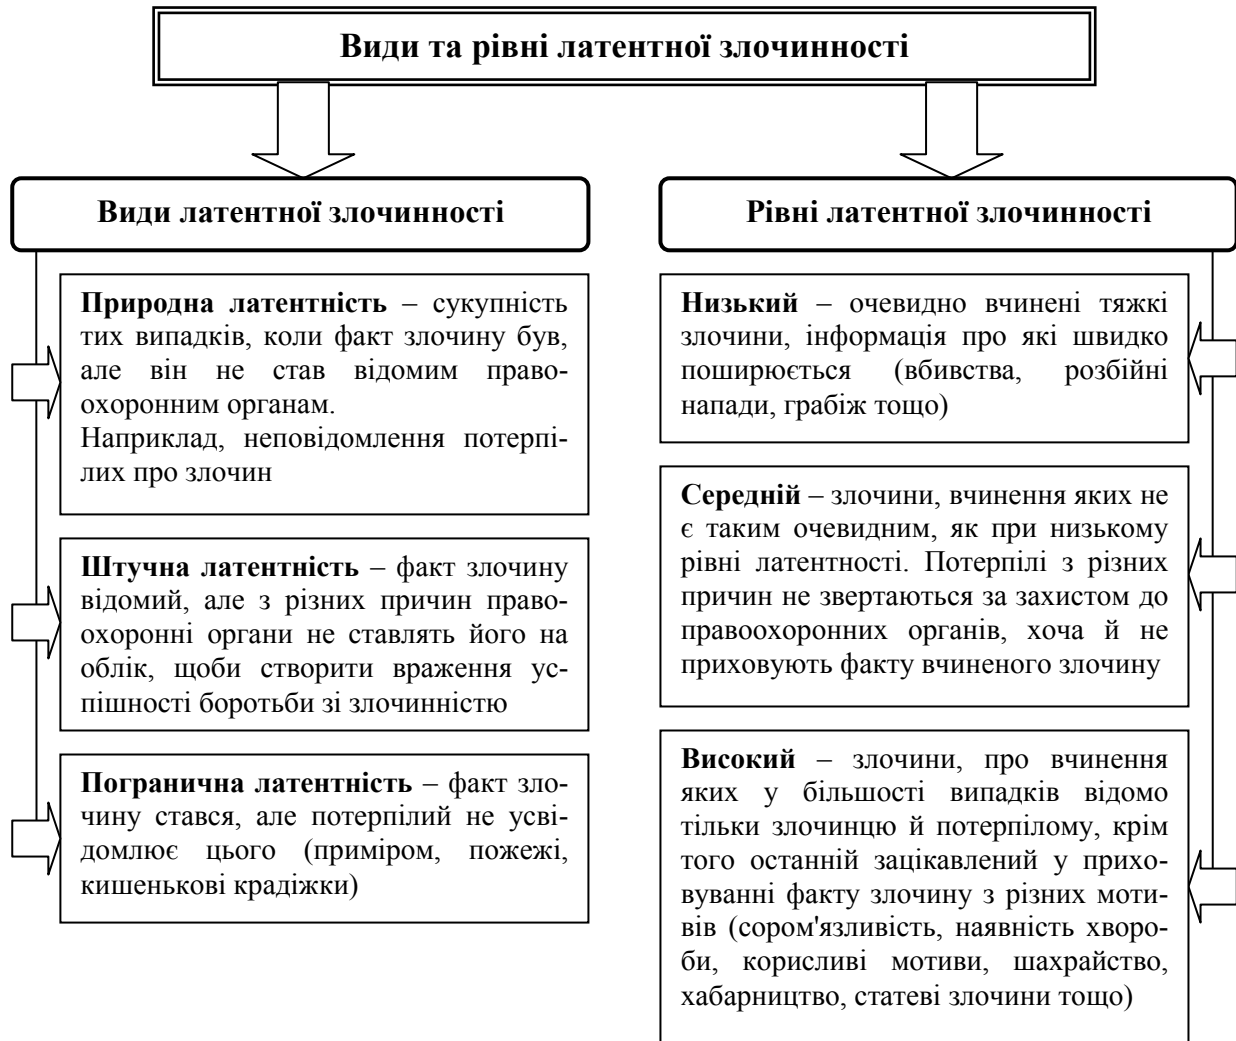 Види та рівні латентної злочинності
Види латентної злочинності
Природна латентність – сукупність
тих випадків, коли факт злочину був,
але він не став відомим право-
охоронним органам.
Наприклад, неповідомлення потерпі-
лих про злочин
Штучна латентність – факт злочину
відомий, але з різних причин право-
охоронні органи не ставлять його на
облік, щоби створити враження ус-
пішності боротьби зі злочинністю
Погранична латентність – факт зло-
чину стався, але потерпілий не усві-
домлює цього (приміром, пожежі,
кишенькові крадіжки)
Рівні латентної злочинності
Низький – очевидно вчинені тяжкі
злочини, інформація про які швидко
поширюється (вбивства, розбійні
напади, грабіж тощо)
Середній – злочини, вчинення яких не
є таким очевидним, як при низькому
рівні латентності. Потерпілі з різних
причин не звертаються за захистом до
правоохоронних органів, хоча й не
приховують факту вчиненого злочину
Високий – злочини, про вчинення
яких у більшості випадків відомо
тільки злочинцю й потерпілому, крім
того останній зацікавлений у прихо-
вуванні факту злочину з різних моти-
вів (сором'язливість, наявність хворо-
би, корисливі мотиви, шахрайство,
хабарництво, статеві злочини тощо)